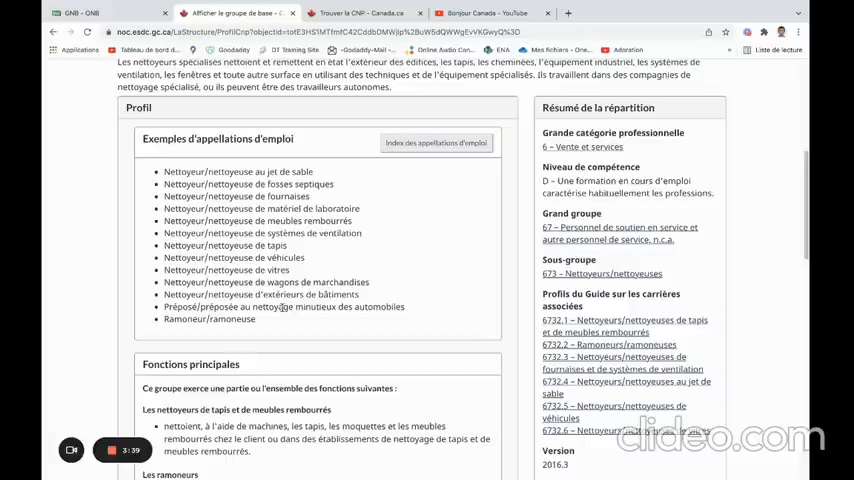 GNB - QNB
Afficher le groupe de base - C
Trouver la CNP - Canada.ca
Bonjour Canada - YouTube
Applications
Tableau de bord d...
Goodaddy
DT Training Site
-Godaddy-Mail-
Online Audio Can...
ENA
Mes fichiers - One...
Adoration
Liste de lecture
Les nettoyeurs spécialisés nettoient et remettent en état l'extérieur des édifices, les tapis, les cheminées, l'équipement industriel, les systèmes de
ventilation, les fenêtres et toute autre surface en utilisant des techniques et de l'équipement spécialisés. Ils travaillent dans des compagnies de
nettoyage spécialisé, ou ils peuvent être des travailleurs autonomes.
Profil
Exemples d'appellations d'emploi
Index des appellations d'emploi
Nettoyeur/nettoyeuse au jet de sable
Nettoyeur/nettoyeuse de fosses septiques
Nettoyeur/nettoyeuse de fournaises
Nettoyeur/nettoyeuse de matériel de laboratoire
Nettoyeur/nettoyeuse de meubles rembourrés
Nettoyeur/nettoyeuse de systèmes de ventilation
Nettoyeur/nettoyeuse de tapis
Nettoyeur/nettoyeuse de véhicules
Nettoyeur/nettoyeuse de vitres
Nettoyeur/nettoyeuse de wagons de marchandises
Nettoyeur/nettoyeuse d'extérieurs de bâtiments
Préposé/préposée au nettoyage minutieux des automobiles
Ramoneur/ramoneuse
Fonctions principales
Ce groupe exerce une partie ou l'ensemble des fonctions suivantes :
Les nettoyeurs de tapis et de meubles rembourrés
nettoient, à l'aide de machines, les tapis, les moquettes et les meubles
rembourrés chez le client ou dans des établissements de nettoyage de tapis et de
meubles rembourrés.
Les ramoneurs
Résumé de la répartition
Grande catégorie professionnelle
6 – Vente et services
Niveau de compétence
D – Une formation en cours d'emploi
caractérise habituellement les professions.
Grand groupe
67 – Personnel de soutien en service et
autre personnel de service, n.c.a.
Sous-groupe
673 – Nettoyeurs/nettoyeuses
Profils du Guide sur les carrières
associées
6732.1 – Nettoyeurs/nettoyeuses de tapis
et de meubles rembourrés
6732.2 – Ramoneurs/ramoneuses
6732.3 – Nettoyeurs/nettoyeuses de
fournaises et de systèmes de ventilation
6732.4 – Nettoyeurs/nettoyeuses au jet de
sable
6732.5 – Nettoyeurs/nettoyeuses de
véhicules
6732.6 – Nettoyeurs/nettoyeuses de vitres
Version
2016.3
3:39
clideo.com